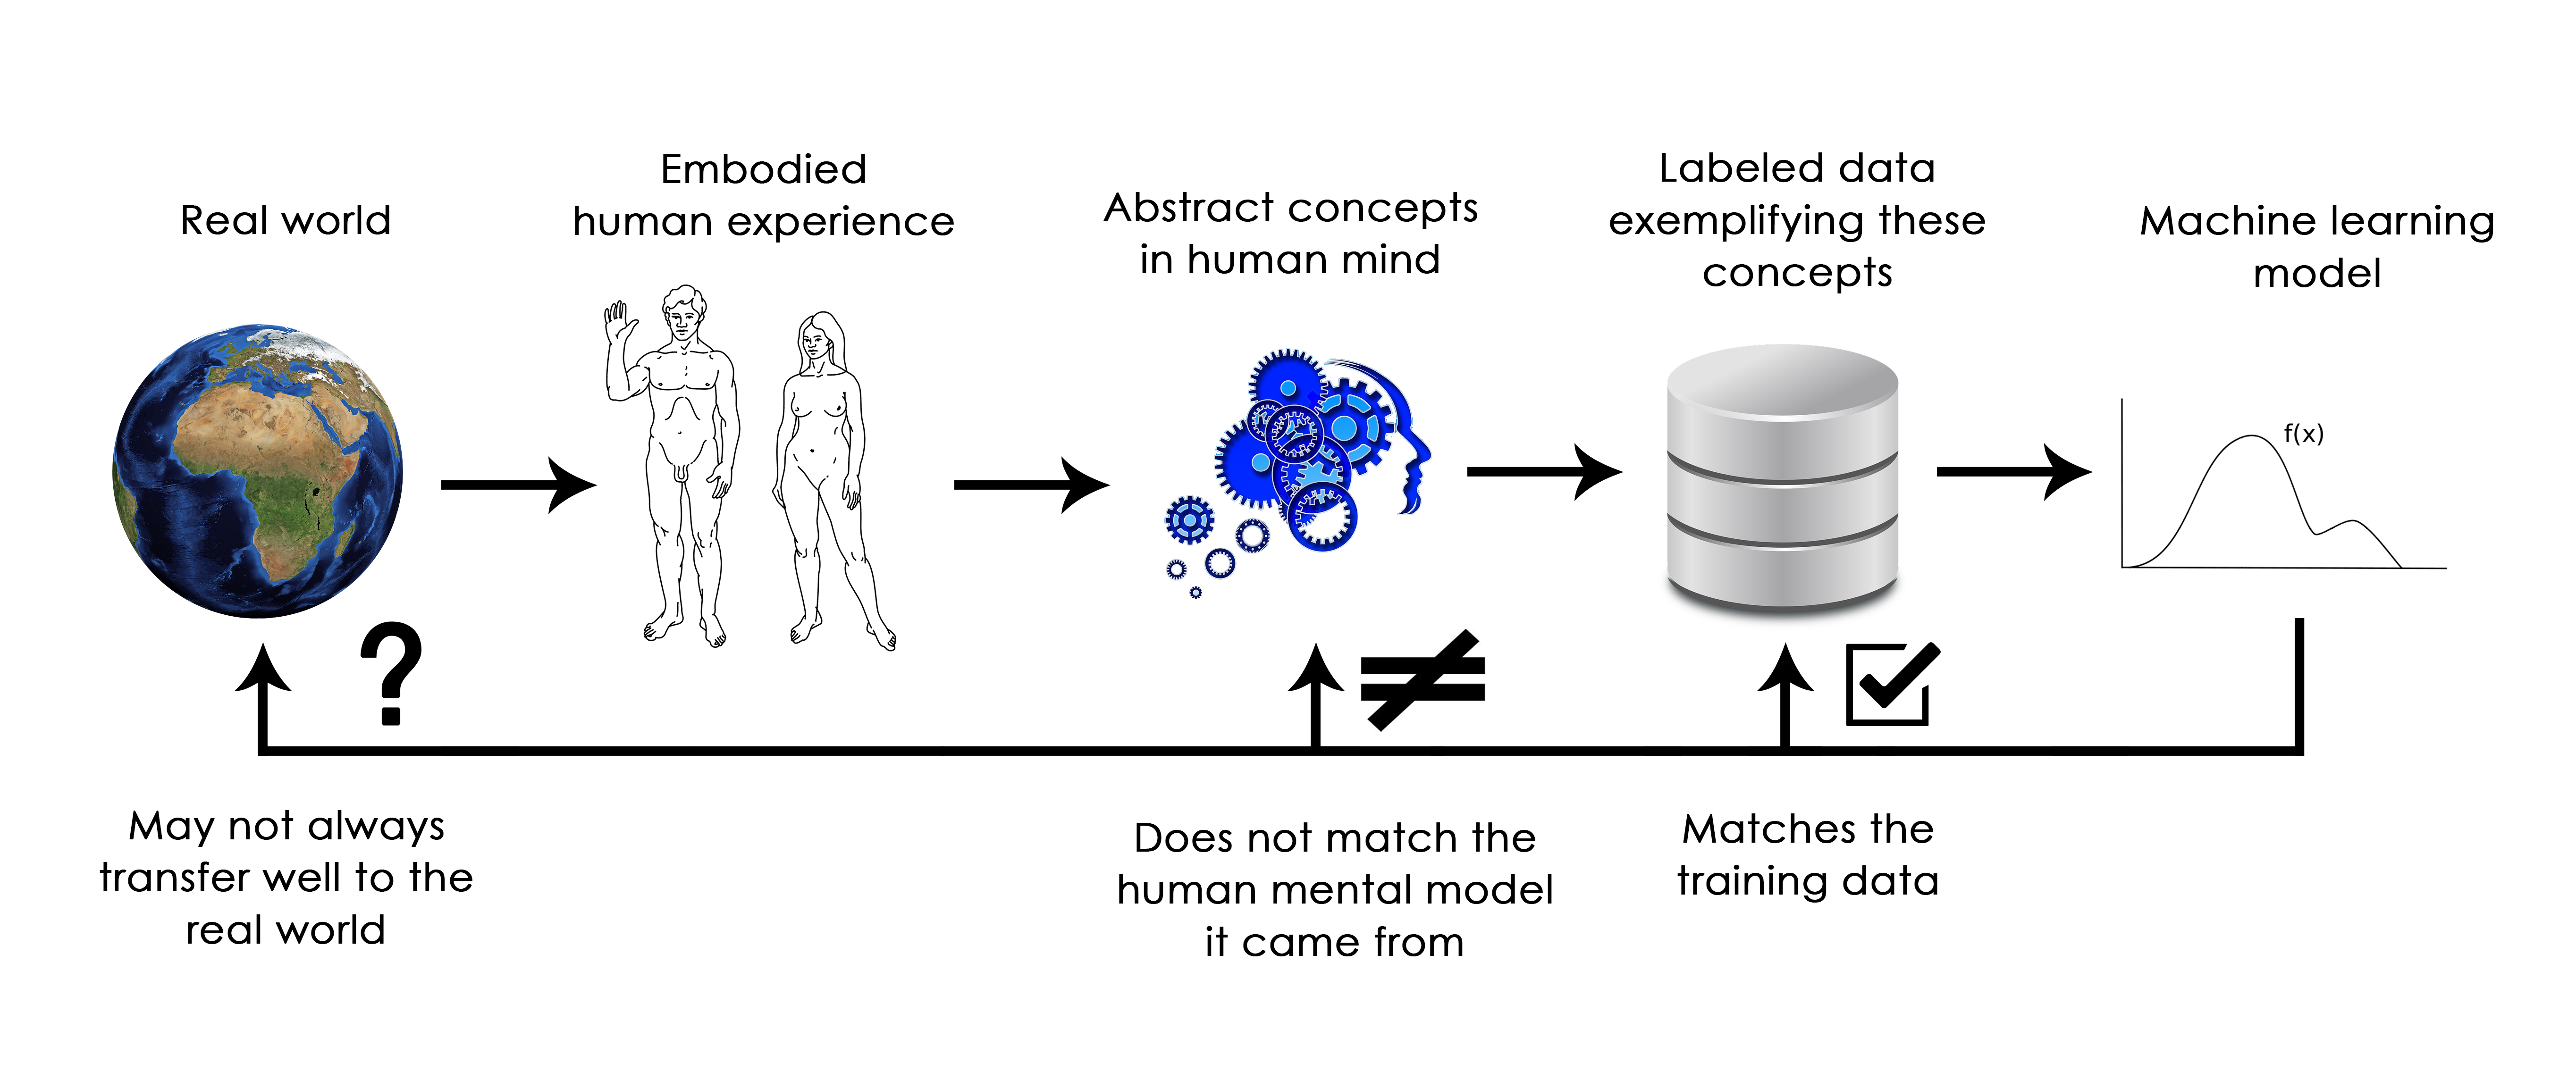 Real world
Embodied
human experience
Abstract concepts
in human mind
Labeled data
exemplifying these
concepts
Machine learning
model
f(x)
?
≠
May not always
transfer well to the
real world
Does not match the
human mental model
it came from
Matches the
training data